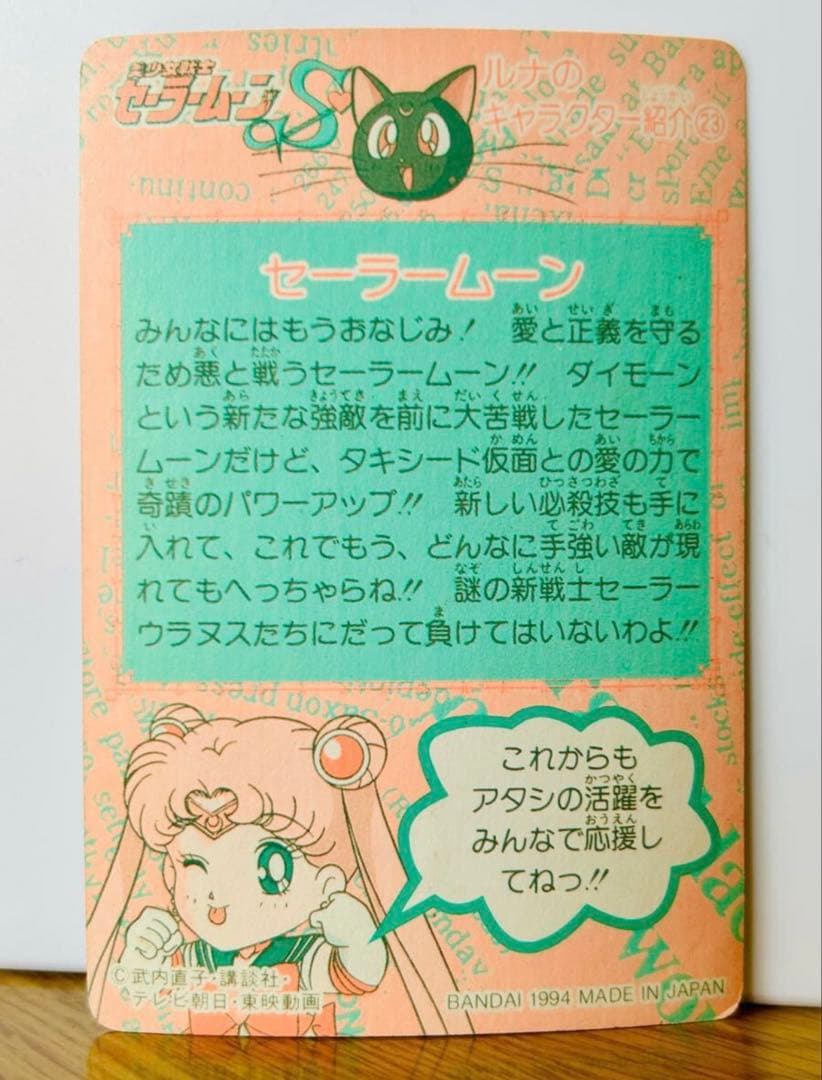 美少女戦士
セーラームーンS
ルナの
キャラクター紹介㉓
セーラームーン
みんなにはもうおなじみ! 愛と正義を守る
ため悪と戦うセーラームーン!! ダイモーン
という新たな強敵を前に大苦戦したセーラー
ムーンだけど、タキシード仮面との愛の力で
奇蹟のパワーアップ!! 新しい必殺技も手に
入れて、これでもう、どんなに手強い敵が現
れてもへっちゃらね!! 謎の新戦士セーラー
ウラヌスたちにだって負けてはいないわよ!!
これからも
アタシの活躍を
みんなで応援し
てねっ!!
©武内直子・講談社・
テレビ朝日・東映動画
BANDAI 1994 MADE IN JAPAN